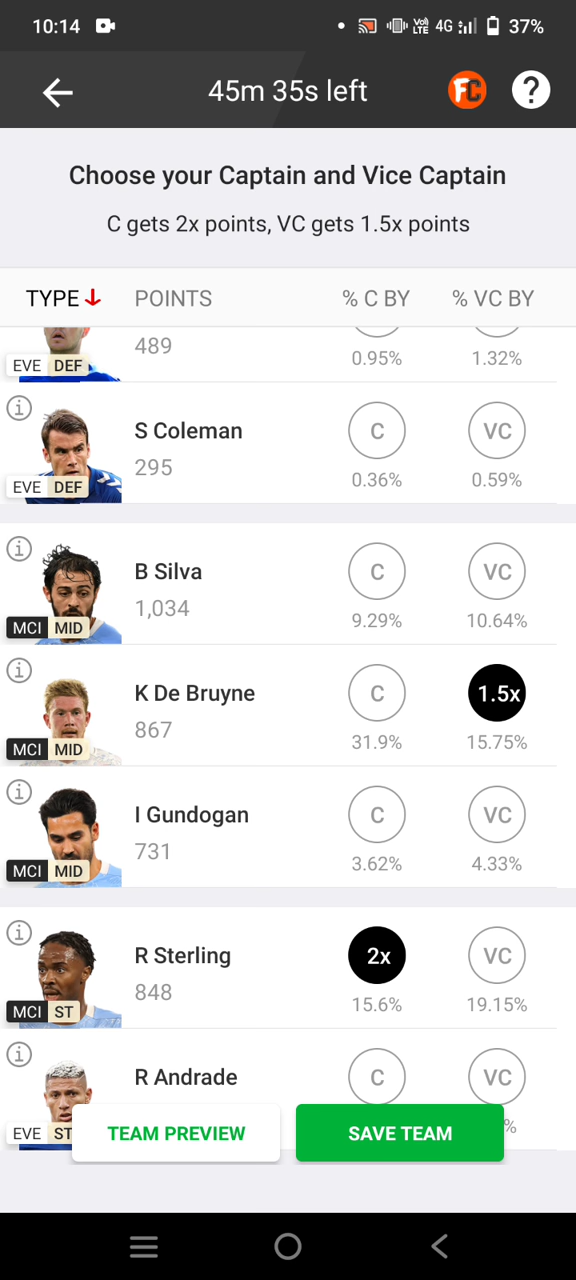 10:14 VoI) LTE 4G 37%
45m 35s left FC ?
Choose your Captain and Vice Captain
C gets 2x points, VC gets 1.5x points
TYPE POINTS % C BY % VC BY
489
EVE DEF 0.95% 1.32%
S Coleman C VC
295
EVE DEF 0.36% 0.59%
B Silva C VC
1,034
MCI MID 9.29% 10.64%
K De Bruyne C 1.5x
867
MCI MID 31.9% 15.75%
I Gundogan C VC
731
MCI MID 3.62% 4.33%
R Sterling 2x VC
848
MCI ST 15.6% 19.15%
R Andrade C VC
EVE ST %
TEAM PREVIEW SAVE TEAM